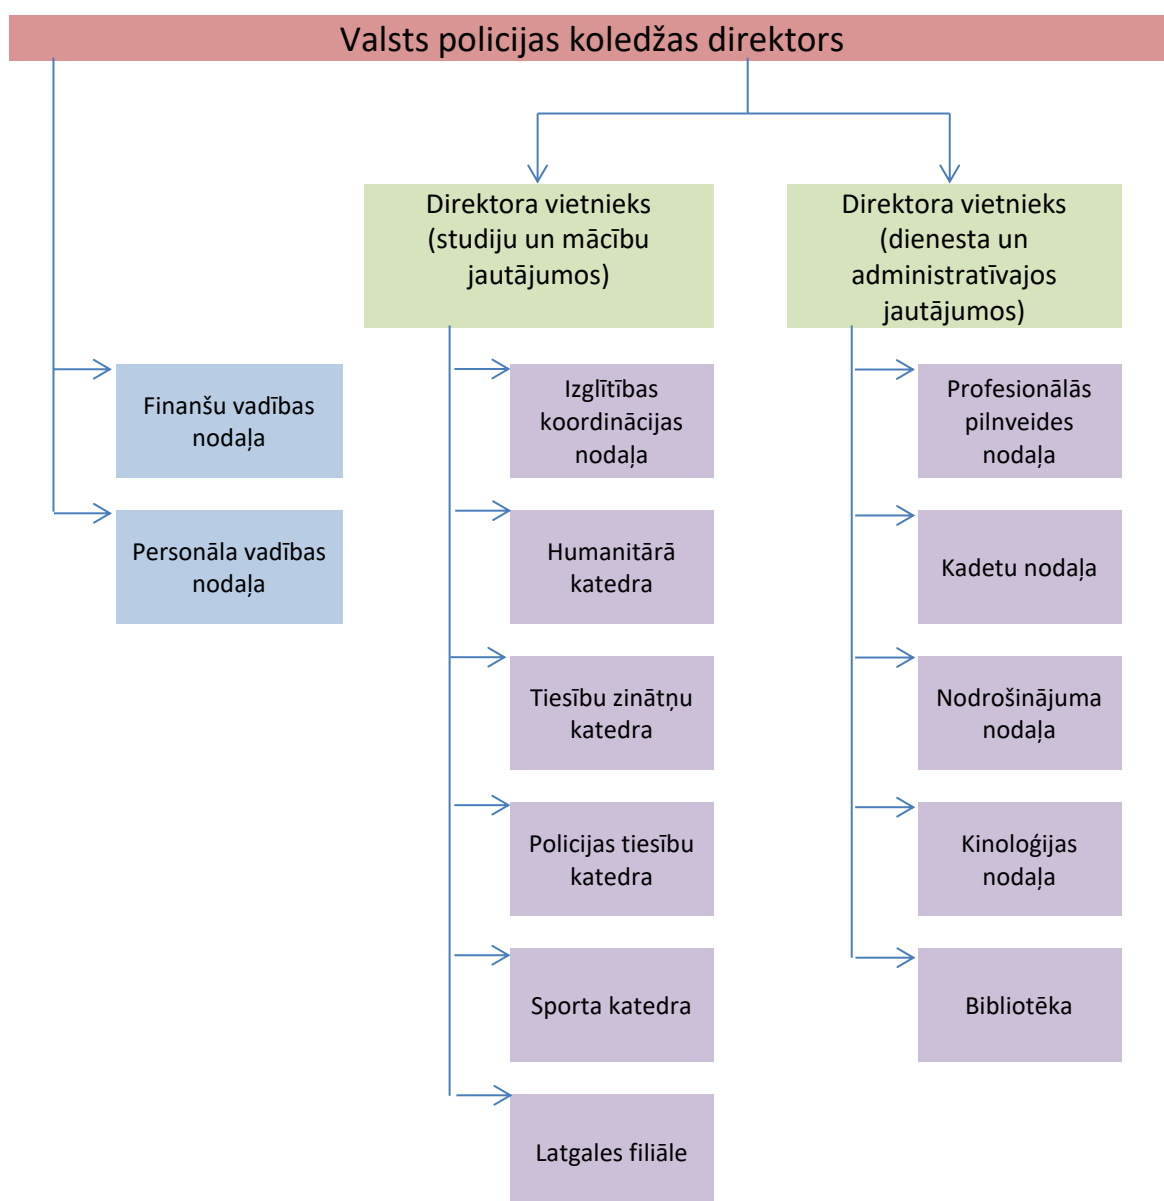 Valsts policijas koledžas direktors
Direktora vietnieks
(studiju un mācību
jautājumos)
Direktora vietnieks
(dienesta un
administratīvajos
jautājumos)
Finanšu vadības
nodaļa
Personāla vadības
nodaļa
Izglītības
koordinācijas
nodaļa
Humanitārā
katedra
Tiesību zinātņu
katedra
Policijas tiesību
katedra
Sporta katedra
Latgales filiāle
Profesionālās
pilnveides
nodaļa
Kadetu nodaļa
Nodrošinājuma
nodaļa
Kinoloģijas
nodaļa
Bibliotēka